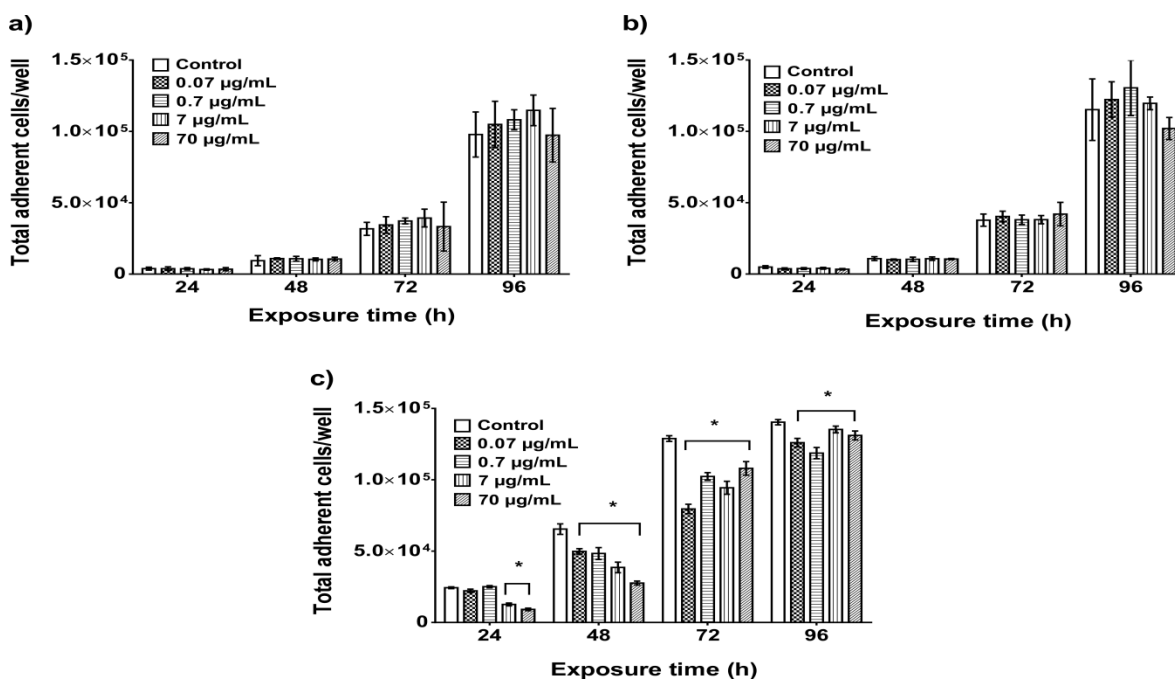 a)
Total adherent cells/well
1.5×10⁵
1.0×10⁵
5.0×10⁴
0
Control
0.07 µg/mL
0.7 µg/mL
7 µg/mL
70 µg/mL
24 48 72 96
Exposure time (h)
b)
Total adherent cells/well
1.5×10⁵
1.0×10⁵
5.0×10⁴
0
Control
0.07 µg/mL
0.7 µg/mL
7 µg/mL
70 µg/mL
24 48 72 96
Exposure time (h)
c)
Total adherent cells/well
1.5×10⁵
1.0×10⁵
5.0×10⁴
0
Control
0.07 µg/mL
0.7 µg/mL
7 µg/mL
70 µg/mL
* * * *
24 48 72 96
Exposure time (h)